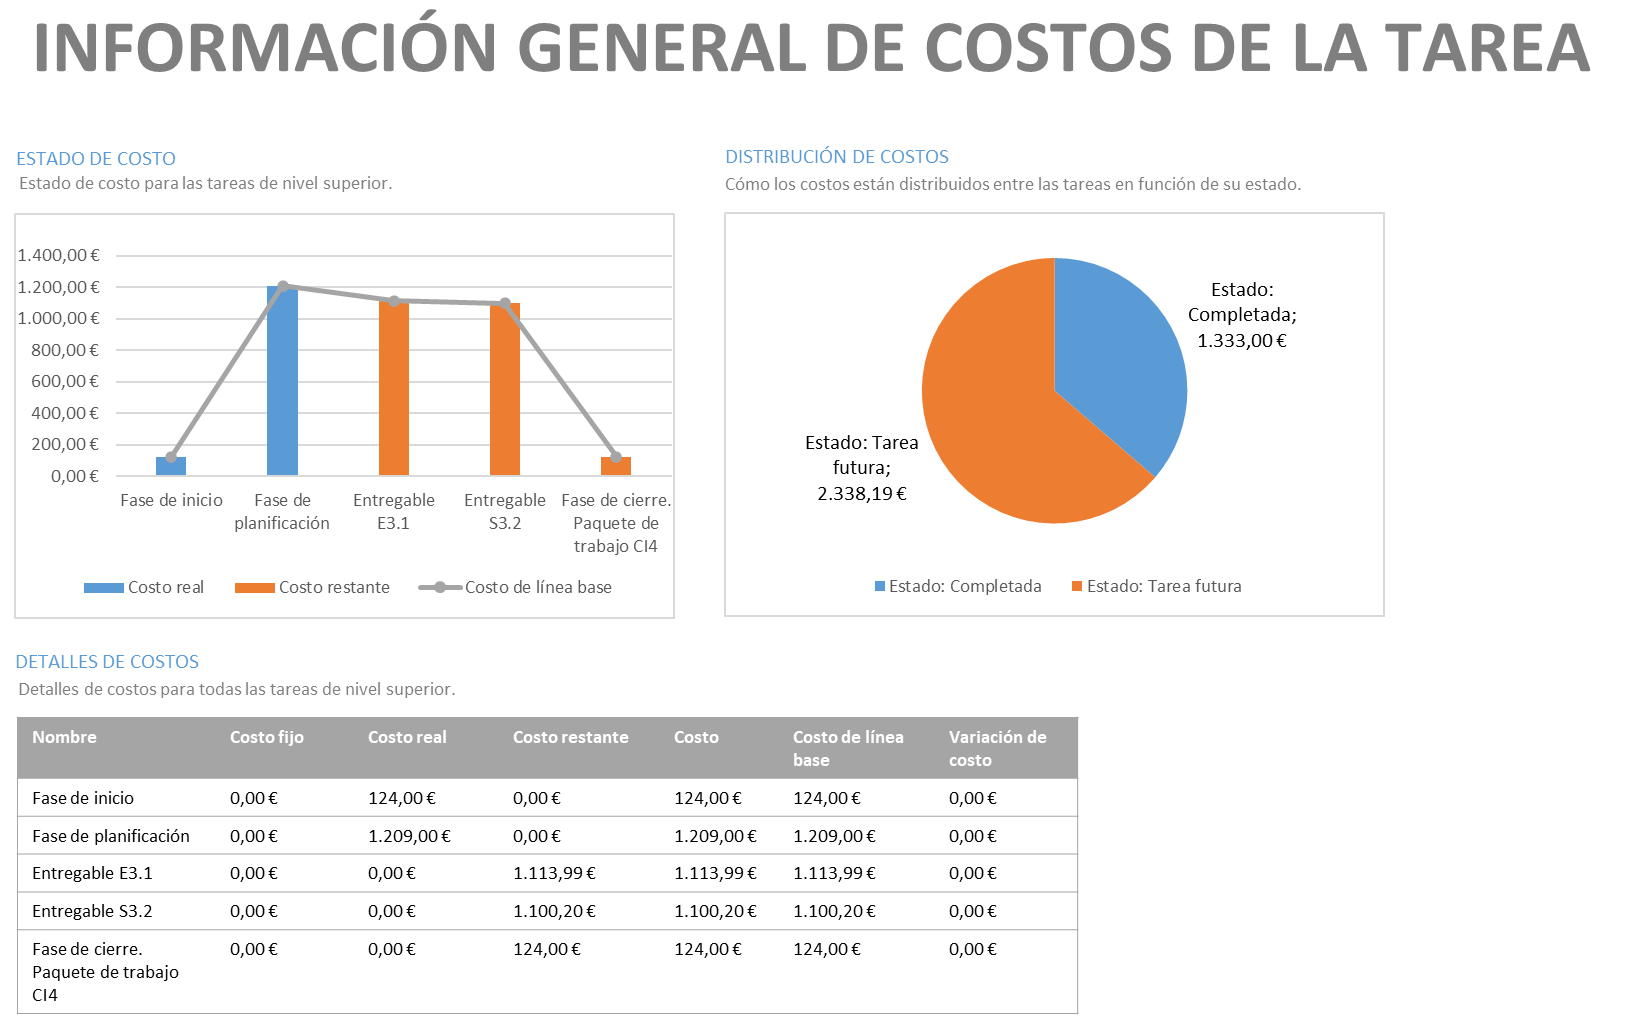 INFORMACIÓN GENERAL DE COSTOS DE LA TAREA
ESTADO DE COSTO
Estado de costo para las tareas de nivel superior.
1.400,00 €
1.200,00 €
1.000,00 €
800,00 €
600,00 €
400,00 €
200,00 €
0,00 €
Fase de inicio
Fase de
planificación
Entregable
E3.1
Entregable
S3.2
Fase de cierre.
Paquete de
trabajo CI4
Costo real
Costo restante
Costo de línea base
DISTRIBUCIÓN DE COSTOS
Cómo los costos están distribuidos entre las tareas en función de su estado.
Estado:
Completada;
1.333,00 €
Estado: Tarea
futura;
2.338,19 €
Estado: Completada
Estado: Tarea futura
DETALLES DE COSTOS
Detalles de costos para todas las tareas de nivel superior.
Nombre Costo fijo Costo real Costo restante Costo Costo de línea Variación de
base costo
Fase de inicio 0,00 € 124,00 € 0,00 € 124,00 € 124,00 € 0,00 €
Fase de planificación 0,00 € 1.209,00 € 0,00 € 1.209,00 € 1.209,00 € 0,00 €
Entregable E3.1 0,00 € 0,00 € 1.113,99 € 1.113,99 € 1.113,99 € 0,00 €
Entregable S3.2 0,00 € 0,00 € 1.100,20 € 1.100,20 € 1.100,20 € 0,00 €
Fase de cierre. 0,00 € 0,00 € 124,00 € 124,00 € 124,00 € 0,00 €
Paquete de trabajo
CI4